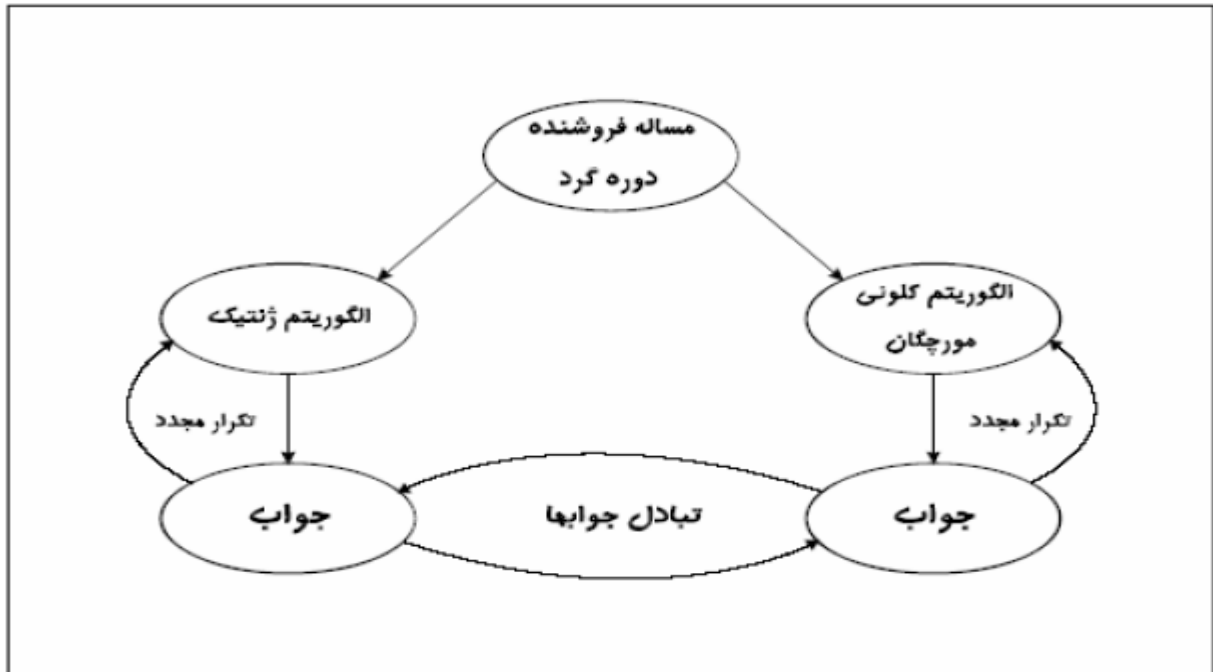 مساله فروشنده
دوره گرد
الگوریتم کلونی
مورچگان
الگوریتم ژنتیک
تکرار مجدد
تکرار مجدد
جواب
تبادل جوابها
جواب